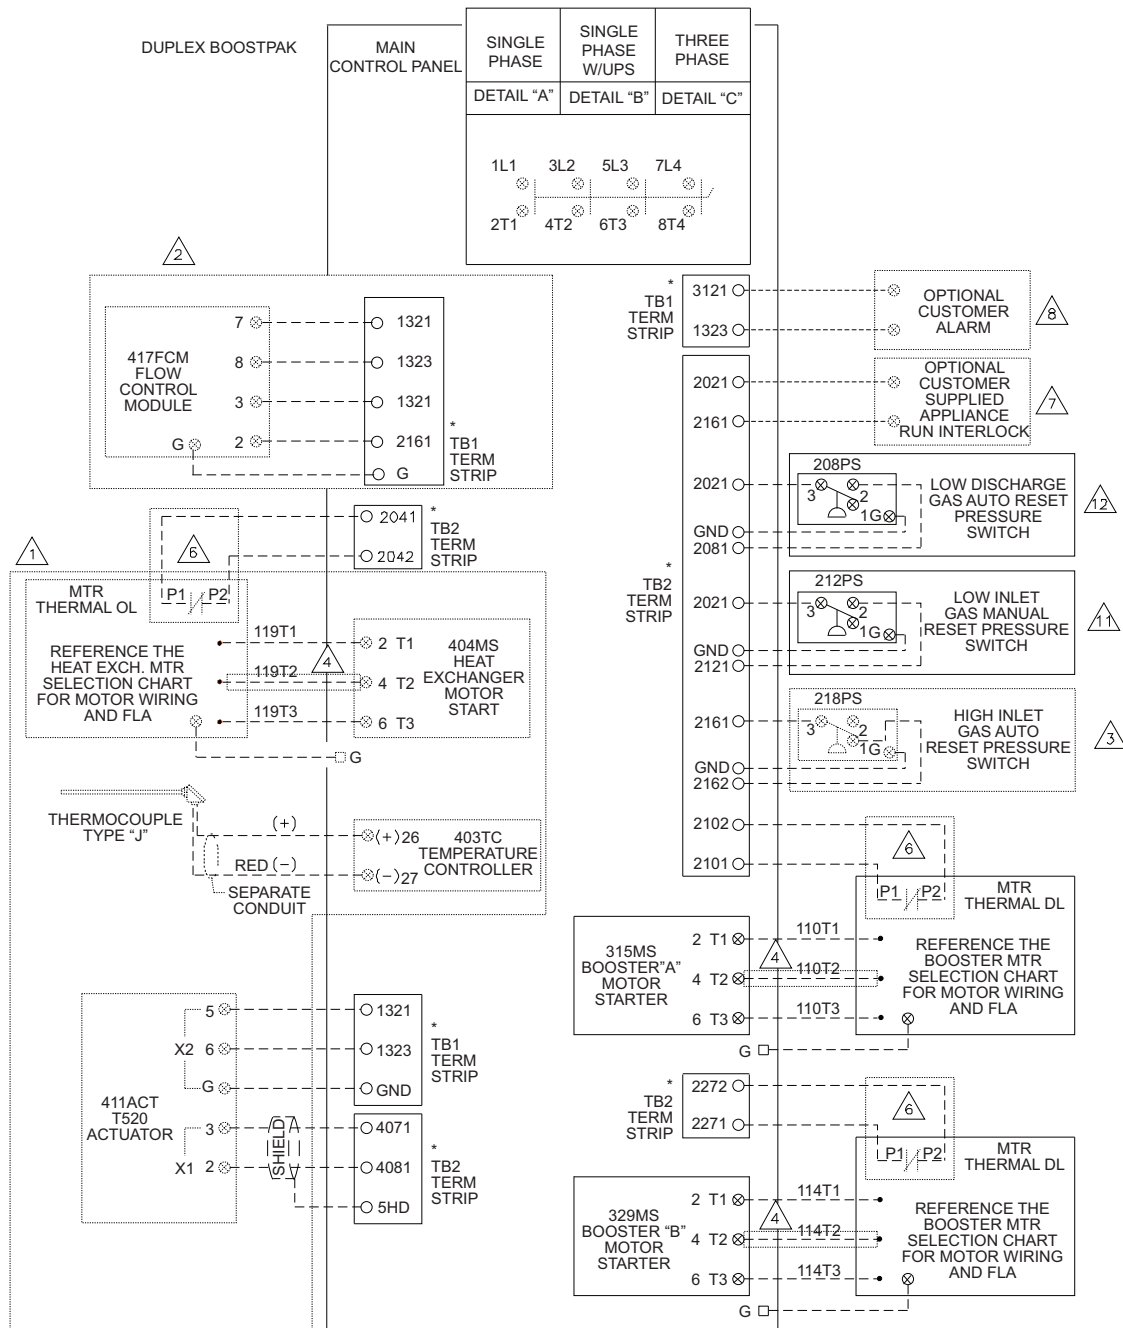 DUPLEX BOOSTPAK
MAIN
CONTROL PANEL
SINGLE
PHASE
SINGLE
PHASE
W/UPS
THREE
PHASE
DETAIL “A”
DETAIL “B”
DETAIL “C”
1L1 3L2 5L3 7L4
2T1 4T2 6T3 8T4
2
417FCM
FLOW
CONTROL
MODULE
7
8
3
2
G
1321
1323
1321
2161
G
*
TB1
TERM
STRIP
1
6
P1 P2
2041
2042
*
TB2
TERM
STRIP
MTR
THERMAL OL
REFERENCE THE
HEAT EXCH. MTR
SELECTION CHART
FOR MOTOR WIRING
AND FLA
119T1
119T2
119T3
4
2 T1
4 T2
6 T3
404MS
HEAT
EXCHANGER
MOTOR
START
G
THERMOCOUPLE
TYPE “J”
(+)
RED (-)
SEPARATE
CONDUIT
(+)26
(-)27
403TC
TEMPERATURE
CONTROLLER
411ACT
T520
ACTUATOR
5
X2 6
G
3
X1 2
SHIELD
1321
1323
GND
*
TB1
TERM
STRIP
4071
4081
5HD
*
TB2
TERM
STRIP
*
TB1
TERM
STRIP
3121
1323
OPTIONAL
CUSTOMER
ALARM
8
2021
2161
OPTIONAL
CUSTOMER
SUPPLIED
APPLIANCE
RUN INTERLOCK
7
2021
GND
2081
208PS
3
2
1G
LOW DISCHARGE
GAS AUTO RESET
PRESSURE
SWITCH
12
*
TB2
TERM
STRIP
2021
GND
2121
212PS
3
2
1G
LOW INLET
GAS MANUAL
RESET PRESSURE
SWITCH
11
2161
GND
2162
218PS
3
2
1G
HIGH INLET
GAS AUTO
RESET PRESSURE
SWITCH
3
2102
2101
6
P1 P2
MTR
THERMAL DL
REFERENCE THE
BOOSTER MTR
SELECTION CHART
FOR MOTOR WIRING
AND FLA
315MS
BOOSTER"A”
MOTOR
STARTER
2 T1
4 T2
6 T3
4
110T1
110T2
110T3
G
*
TB2
TERM
STRIP
2272
2271
6
P1 P2
MTR
THERMAL DL
REFERENCE THE
BOOSTER MTR
SELECTION CHART
FOR MOTOR WIRING
AND FLA
329MS
BOOSTER “B”
MOTOR
STARTER
2 T1
4 T2
6 T3
4
114T1
114T2
114T3
G